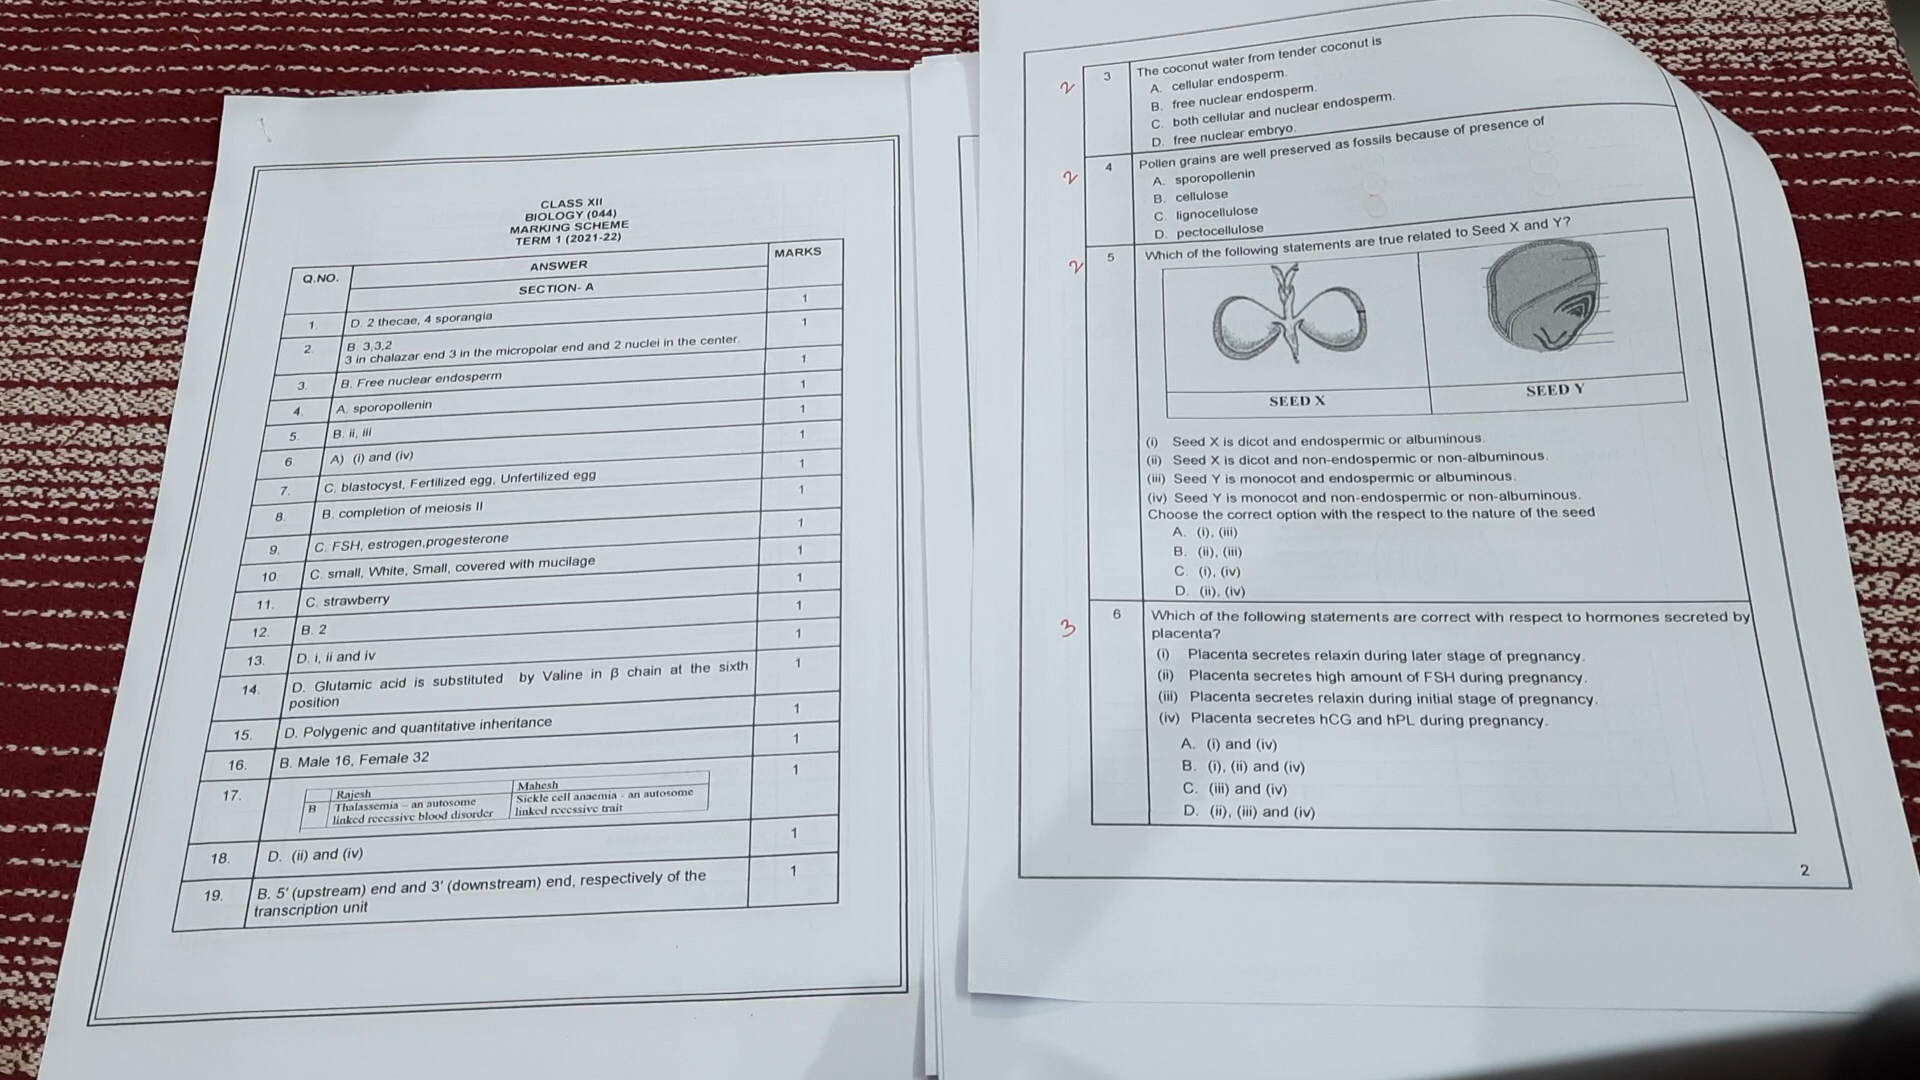 CLASS XII
BIOLOGY (044)
MARKING SCHEME
TERM 1 (2021-22)
Q.NO.
ANSWER
MARKS
SECTION- A
1. D. 2 thecae, 4 sporangia 1
2. B. 3,3,2 1
3 in chalazar end 3 in the micropolar end and 2 nuclei in the center.
3. B. Free nuclear endosperm 1
4. A. sporopollenin 1
5. B. ii, iii 1
6. A) (i) and (iv) 1
7. C. blastocyst, Fertilized egg, Unfertilized egg 1
8. B. completion of meiosis II 1
9. C. FSH, estrogen,progesterone 1
10. C. small, White, Small, covered with mucilage 1
11. C. strawberry 1
12. B. 2 1
13. D. i, ii and iv 1
14. D. Glutamic acid is substituted by Valine in β chain at the sixth 1
position
15. D. Polygenic and quantitative inheritance 1
16. B. Male 16, Female 32 1
17. 1
Rajesh Mahesh
B Thalassemia – an autosome Sickle cell anaemia - an autosome
linked recessive blood disorder linked recessive trait
18. D. (ii) and (iv) 1
19. B. 5' (upstream) end and 3' (downstream) end, respectively of the 1
transcription unit
2 3 The coconut water from tender coconut is
A. cellular endosperm.
B. free nuclear endosperm.
C. both cellular and nuclear endosperm.
D. free nuclear embryo.
2 4 Pollen grains are well preserved as fossils because of presence of
A. sporopollenin
B. cellulose
C. lignocellulose
D. pectocellulose
2 5 Which of the following statements are true related to Seed X and Y?
SEED X SEED Y
(i) Seed X is dicot and endospermic or albuminous.
(ii) Seed X is dicot and non-endospermic or non-albuminous.
(iii) Seed Y is monocot and endospermic or albuminous.
(iv) Seed Y is monocot and non-endospermic or non-albuminous.
Choose the correct option with the respect to the nature of the seed
A. (i), (iii)
B. (ii), (iii)
C. (i), (iv)
D. (ii), (iv)
3 6 Which of the following statements are correct with respect to hormones secreted by
placenta?
(i) Placenta secretes relaxin during later stage of pregnancy.
(ii) Placenta secretes high amount of FSH during pregnancy.
(iii) Placenta secretes relaxin during initial stage of pregnancy.
(iv) Placenta secretes hCG and hPL during pregnancy.
A. (i) and (iv)
B. (i), (ii) and (iv)
C. (iii) and (iv)
D. (ii), (iii) and (iv)
2